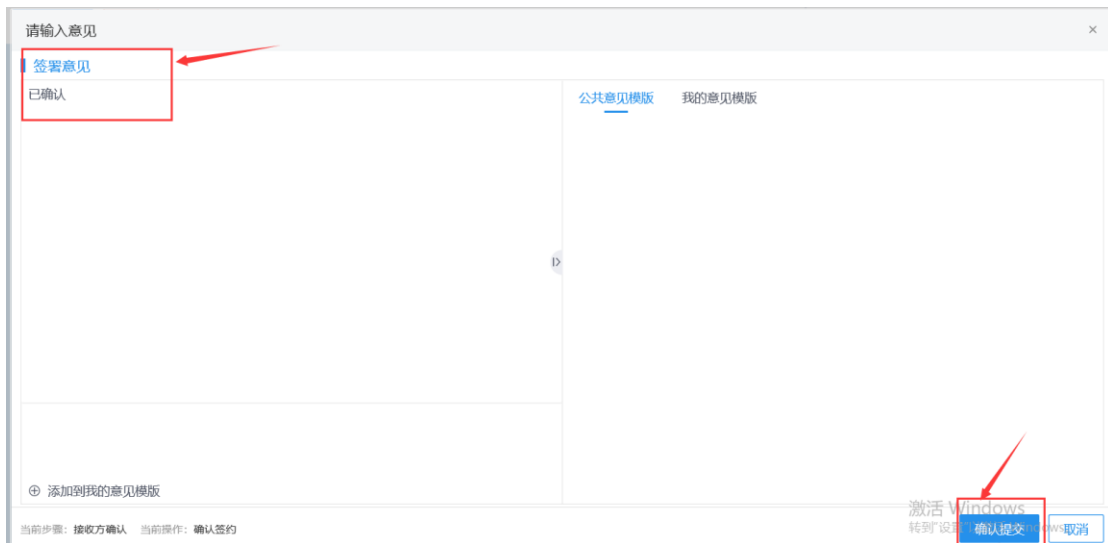 请输入意见
签署意见
已确认
公共意见模版 我的意见模版
添加到我的意见模版
激活 Windows
转到"设
当前步骤：接收方确认 当前操作：确认签约
确认提交
取消